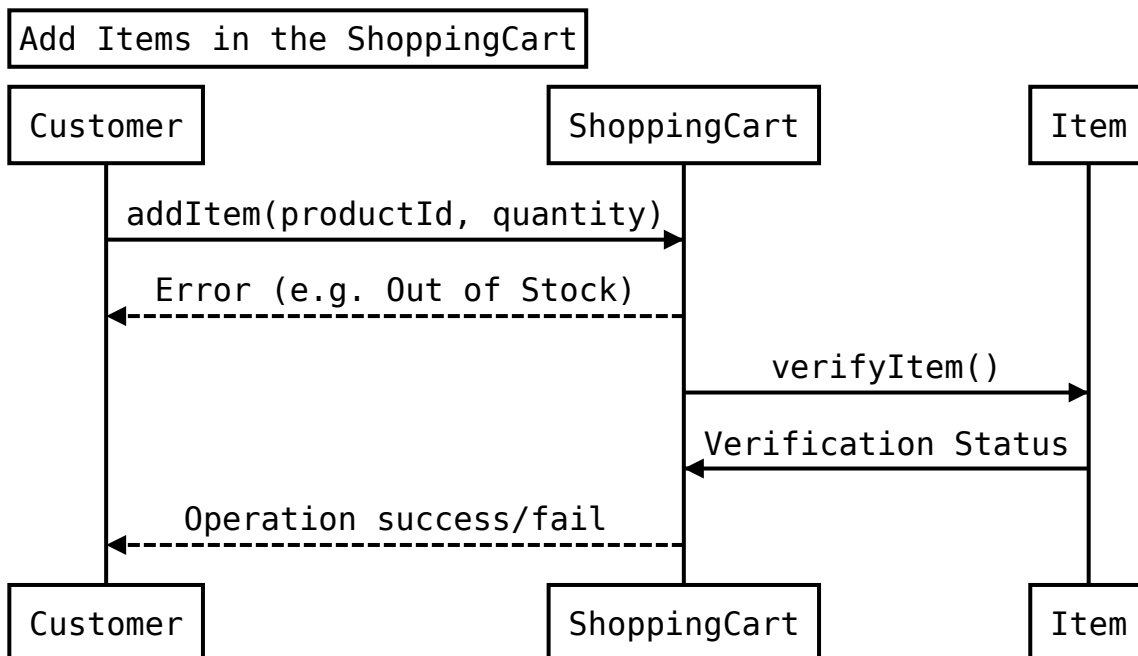 Add Items in the ShoppingCart
Customer
ShoppingCart
Item
addItem(productId, quantity)
Error (e.g. Out of Stock)
verifyItem()
Verification Status
Operation success/fail
Customer
ShoppingCart
Item